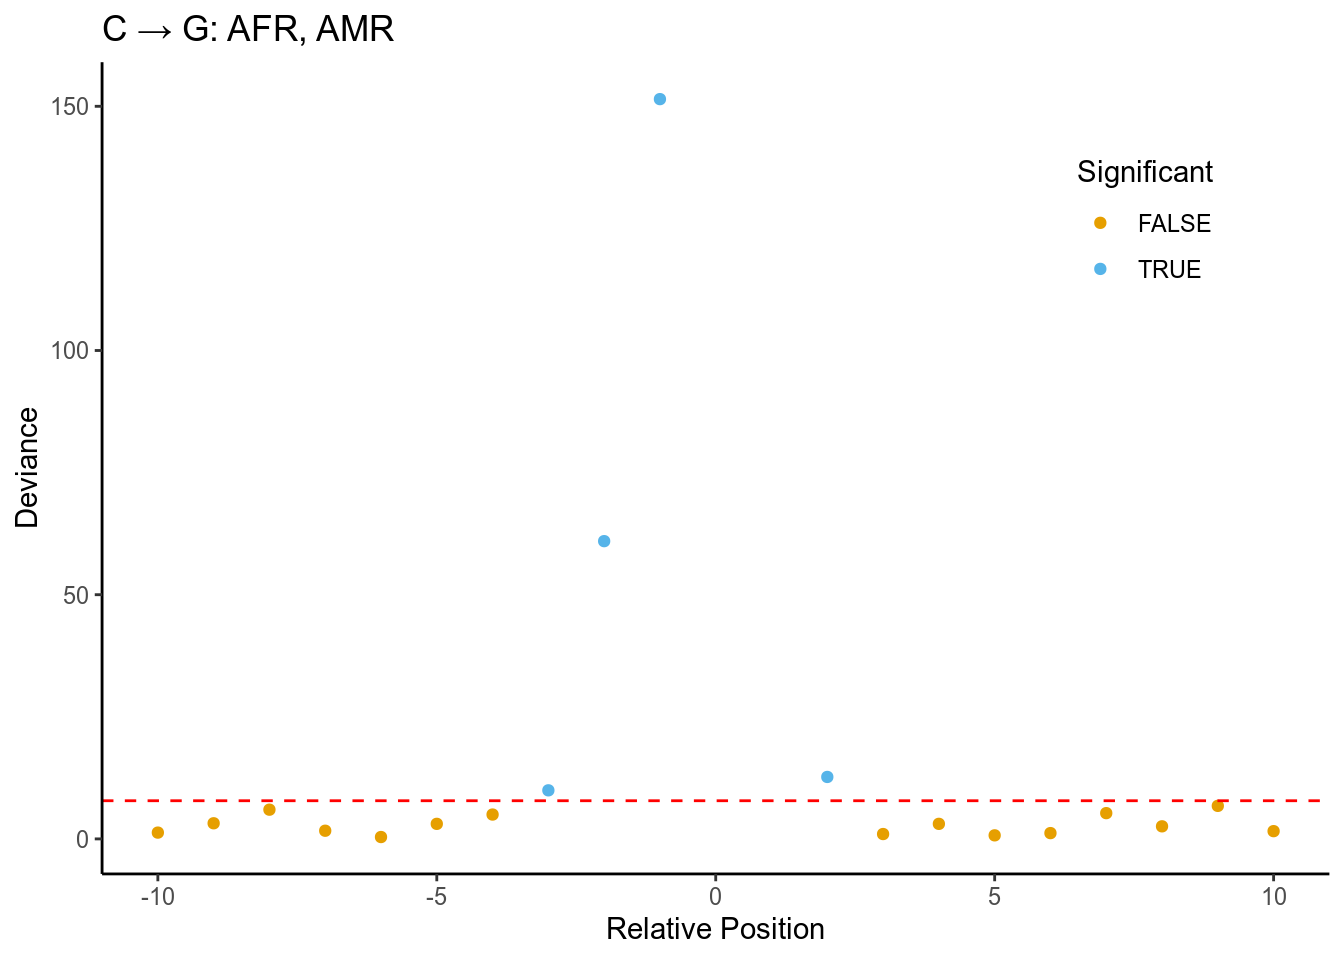 C → G: AFR, AMR
150
100
50
0
Deviance
Significant
FALSE
TRUE
-10
-5
0
5
10
Relative Position